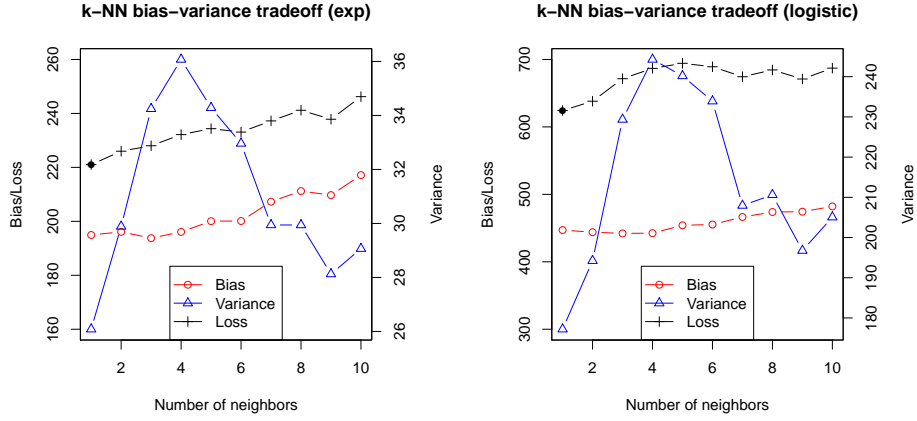 k−NN bias−variance tradeoff (exp)
260
240
220
200
180
160
Bias/Loss
36
34
32
30
28
26
Variance
Bias
Variance
Loss
2 4 6 8 10
Number of neighbors
k−NN bias−variance tradeoff (logistic)
700
600
500
400
300
Bias/Loss
240
230
220
210
200
190
180
Variance
Bias
Variance
Loss
2 4 6 8 10
Number of neighbors